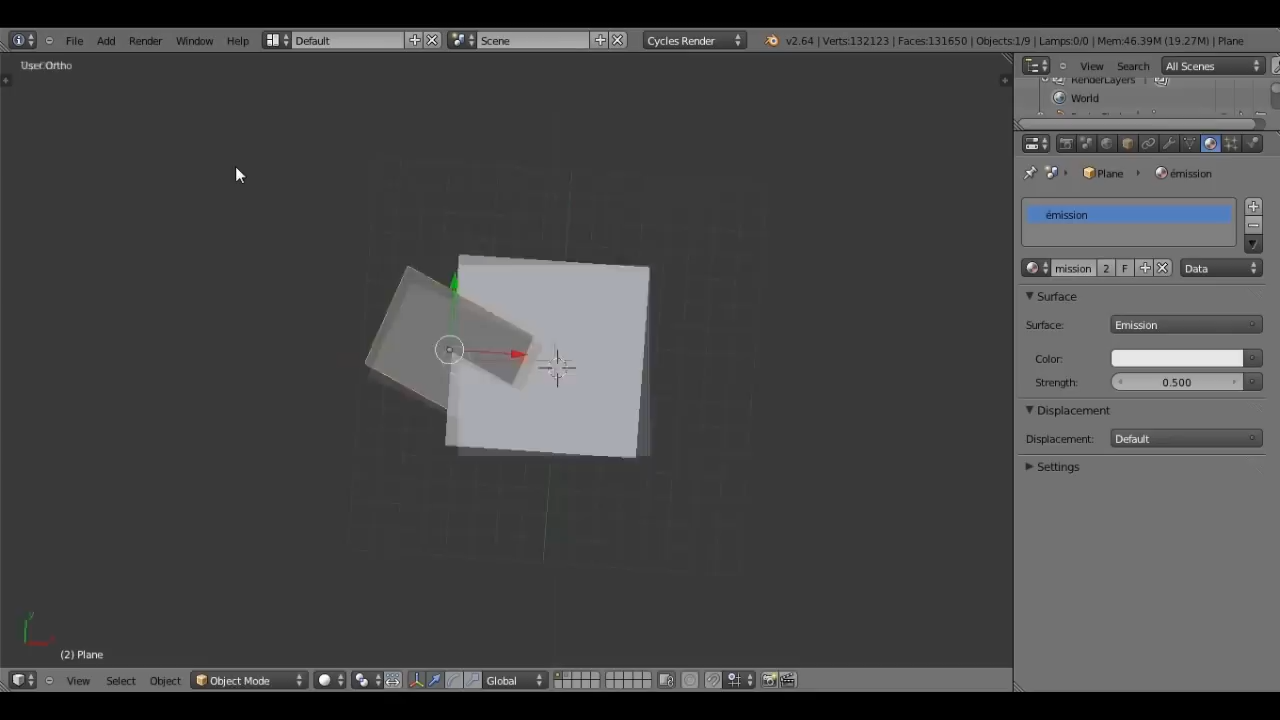 File Add Render Window Help Default Scene Cycles Render v2.64 | Verts:132123 | Faces:131650 | Objects:1/9 | Lamps:0/0 | Mem:46.39M (19.27M) | Plane
User Ortho
View Search All Scenes
RenderLayers
World
Plane émission
émission
mission 2 F Data
Surface
Surface: Emission
Color:
Strength: 0.500
Displacement
Displacement: Default
Settings
y
(2) Plane
View Select Object Object Mode Global